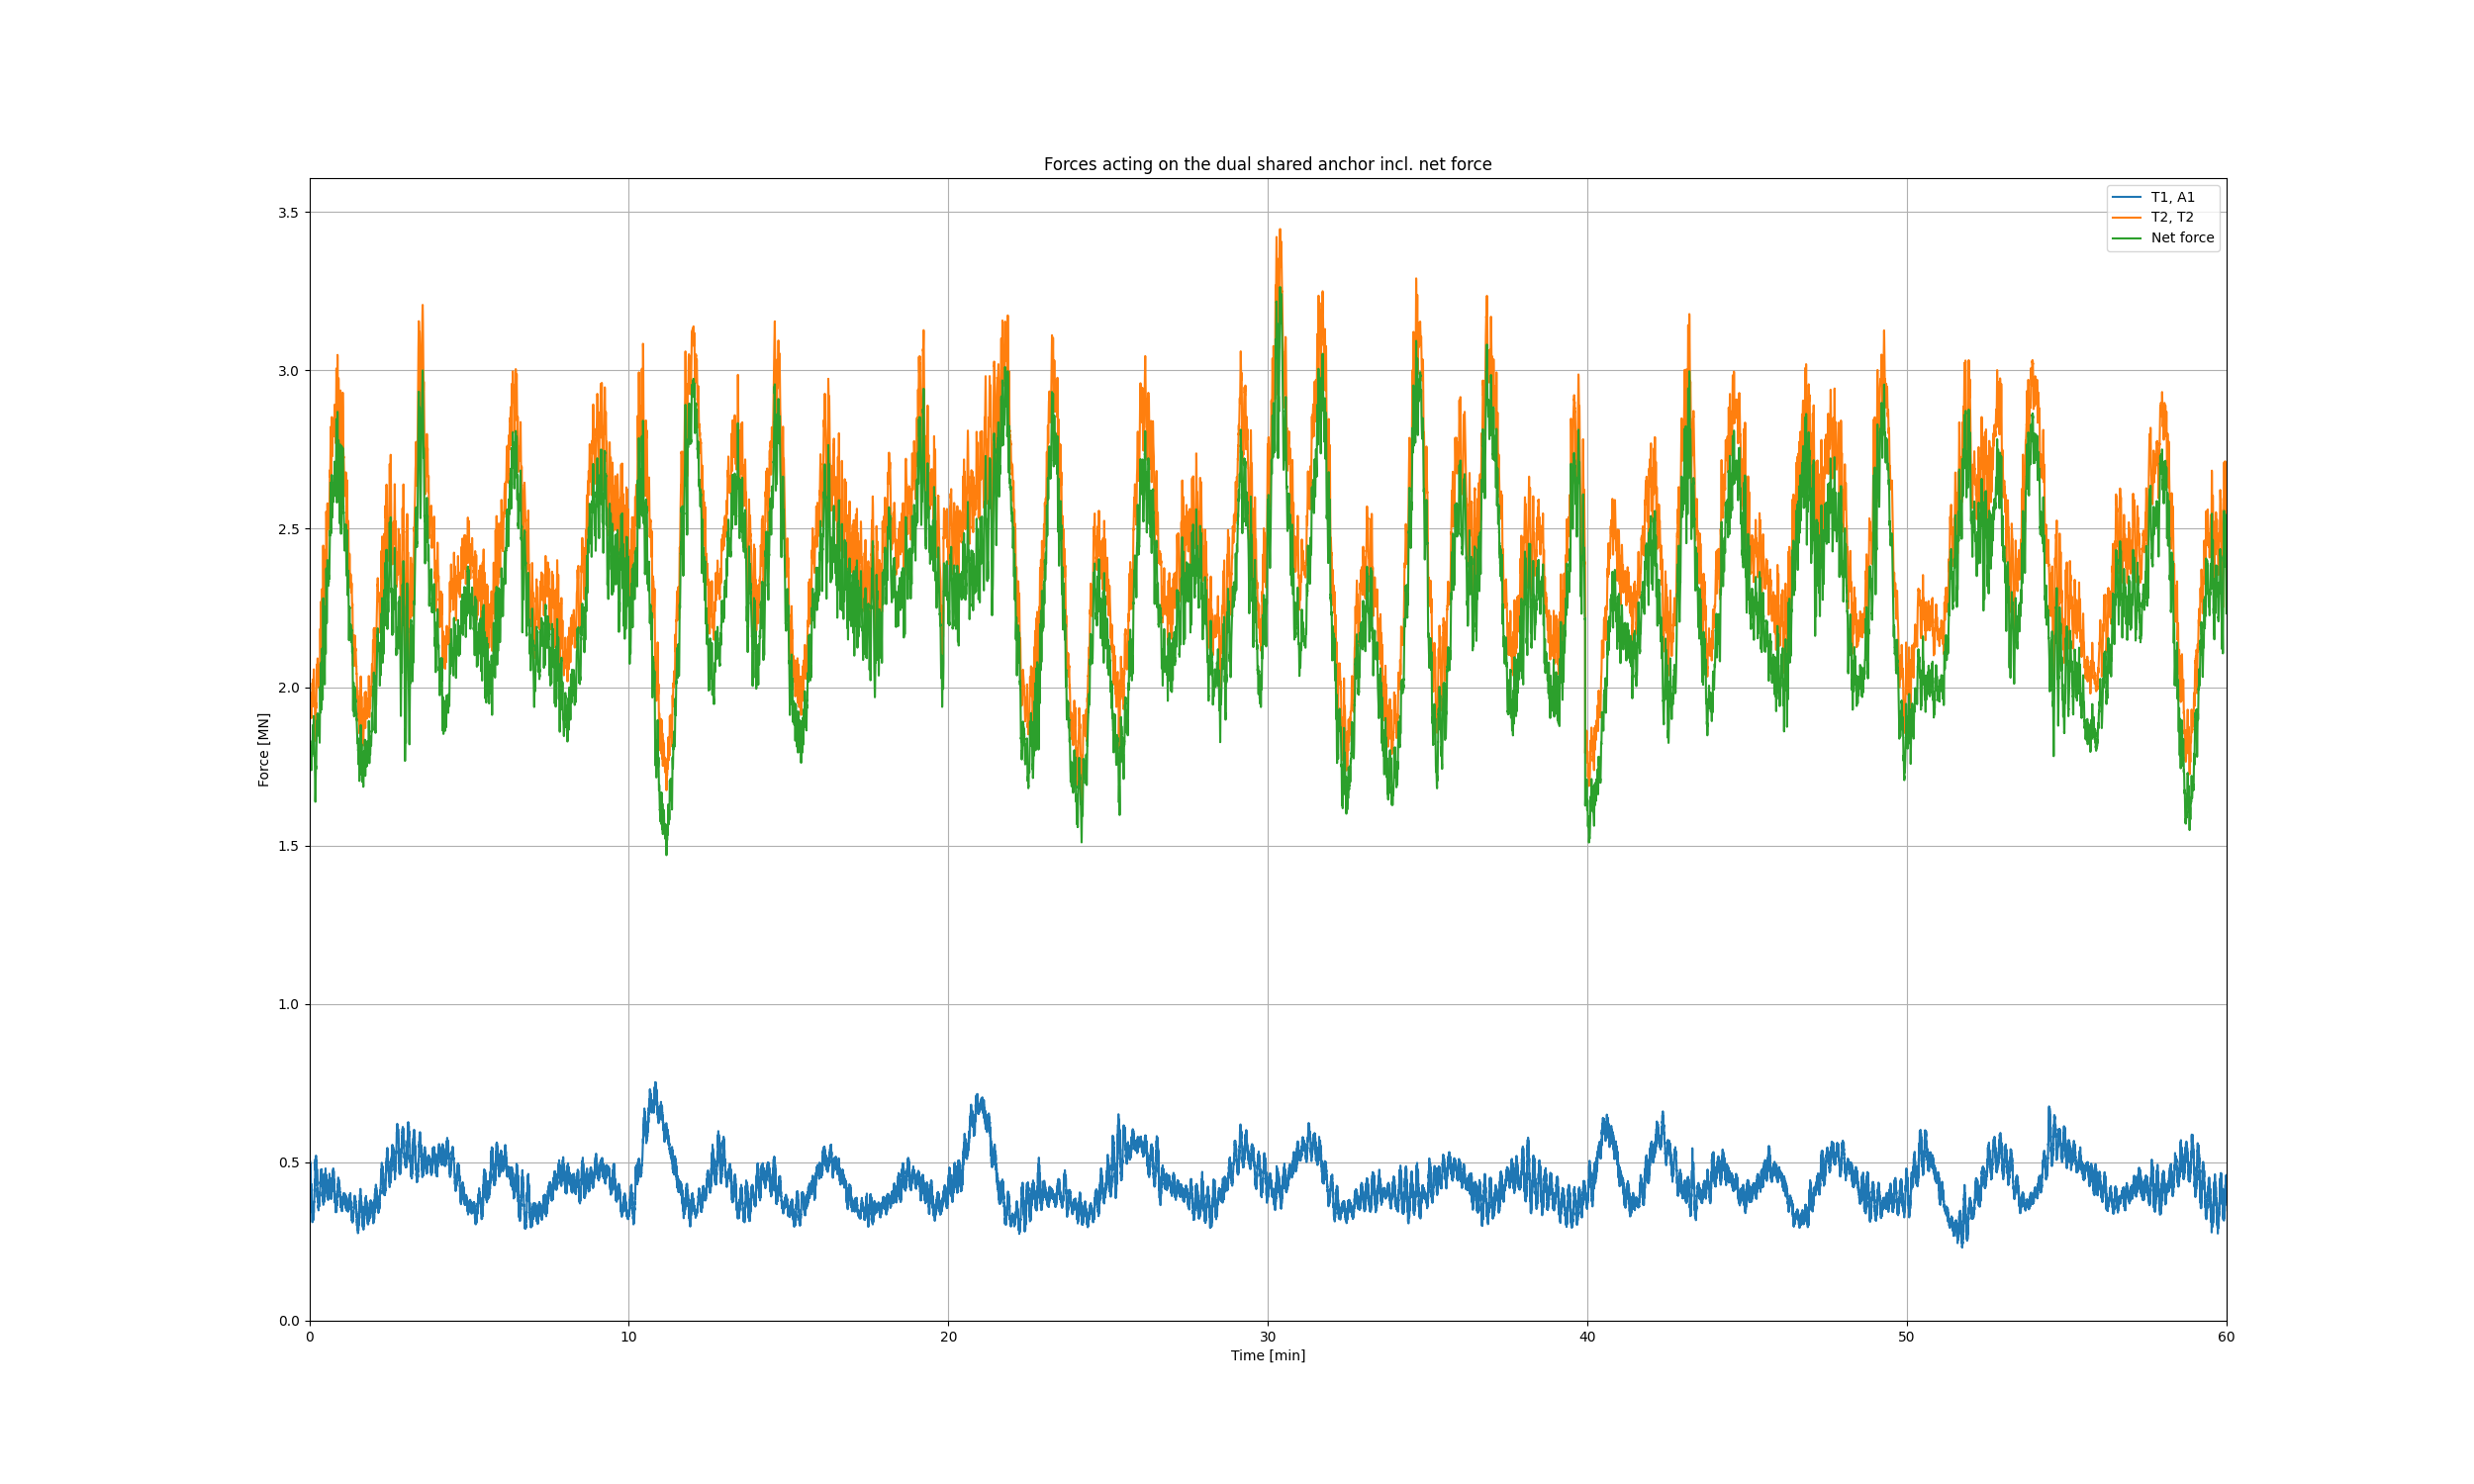 Forces acting on the dual shared anchor incl. net force
T1, A1
T2, T2
Net force
3.5
3.0
2.5
2.0
1.5
1.0
0.5
0.0
Force [MN]
0 10 20 30 40 50 60
Time [min]